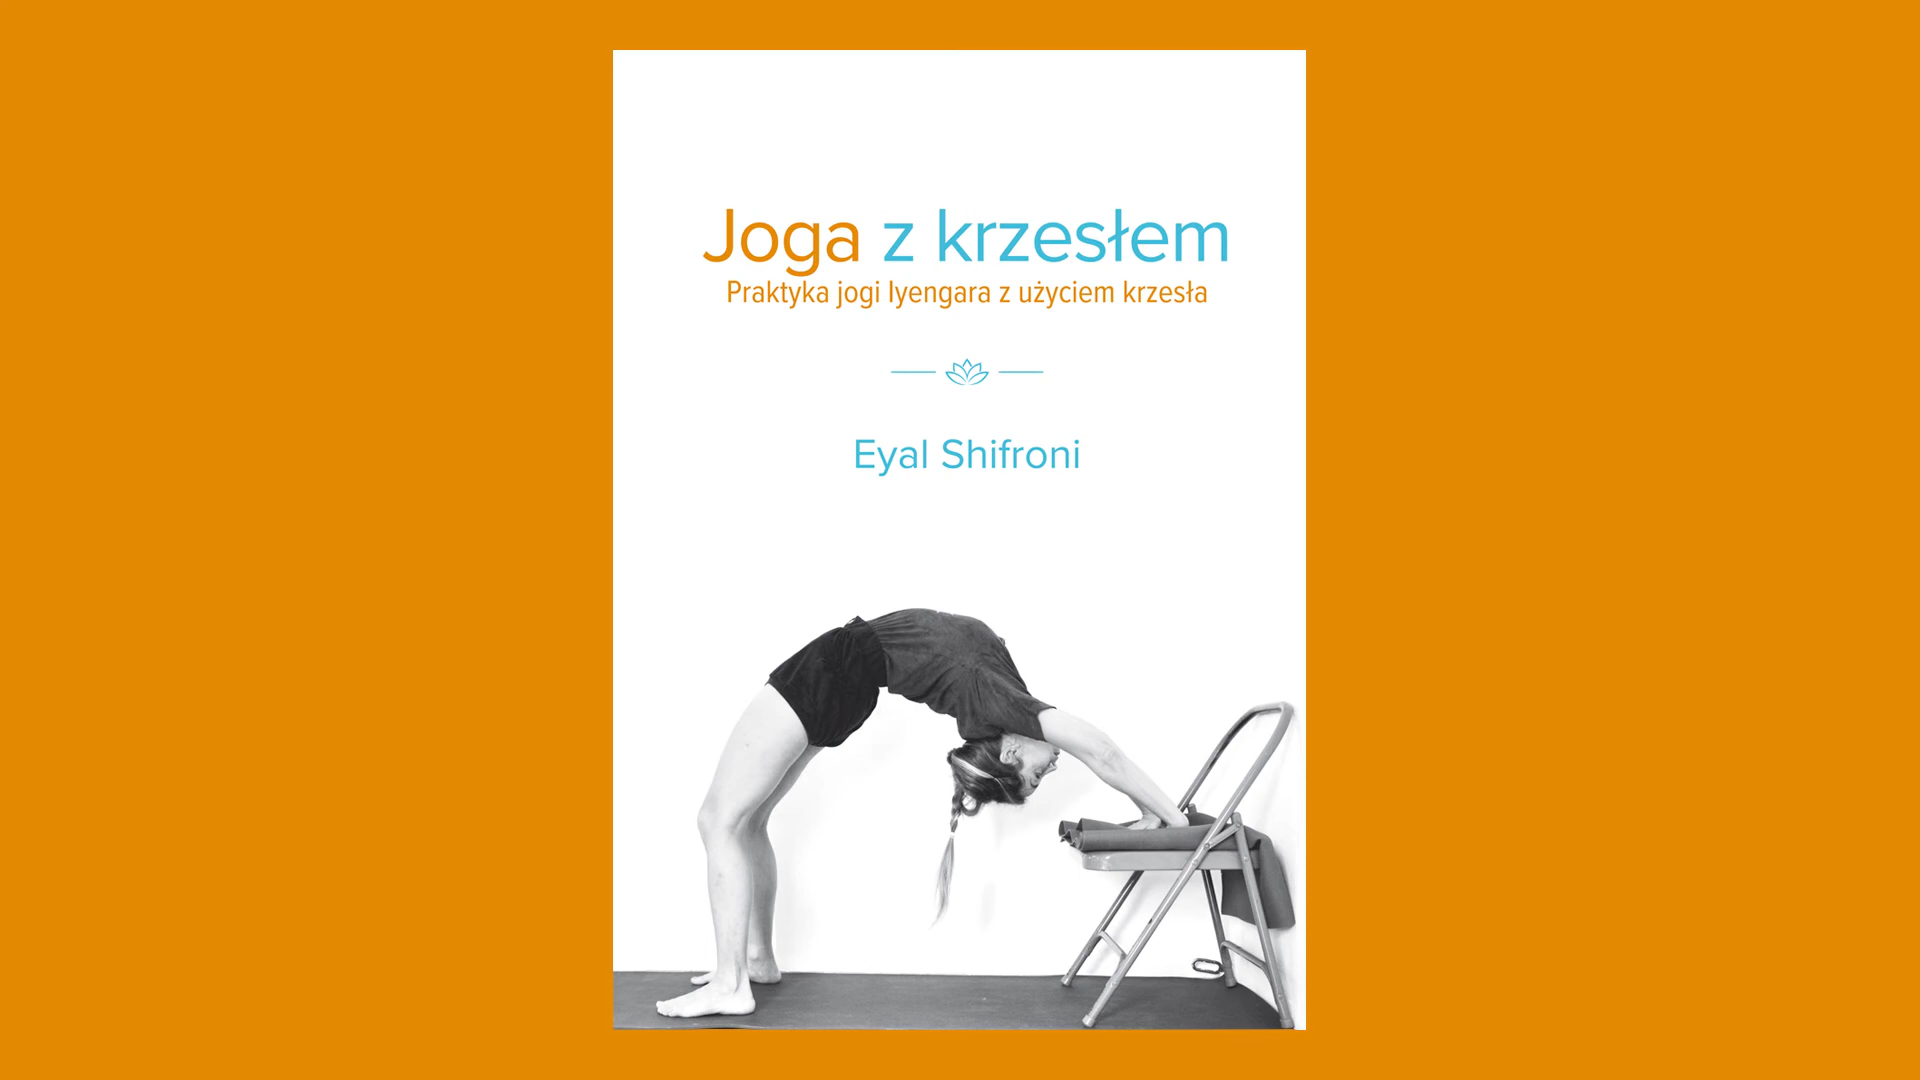 Joga z krzesłem
Praktyka jogi Iyengara z użyciem krzesła
Eyal Shifroni